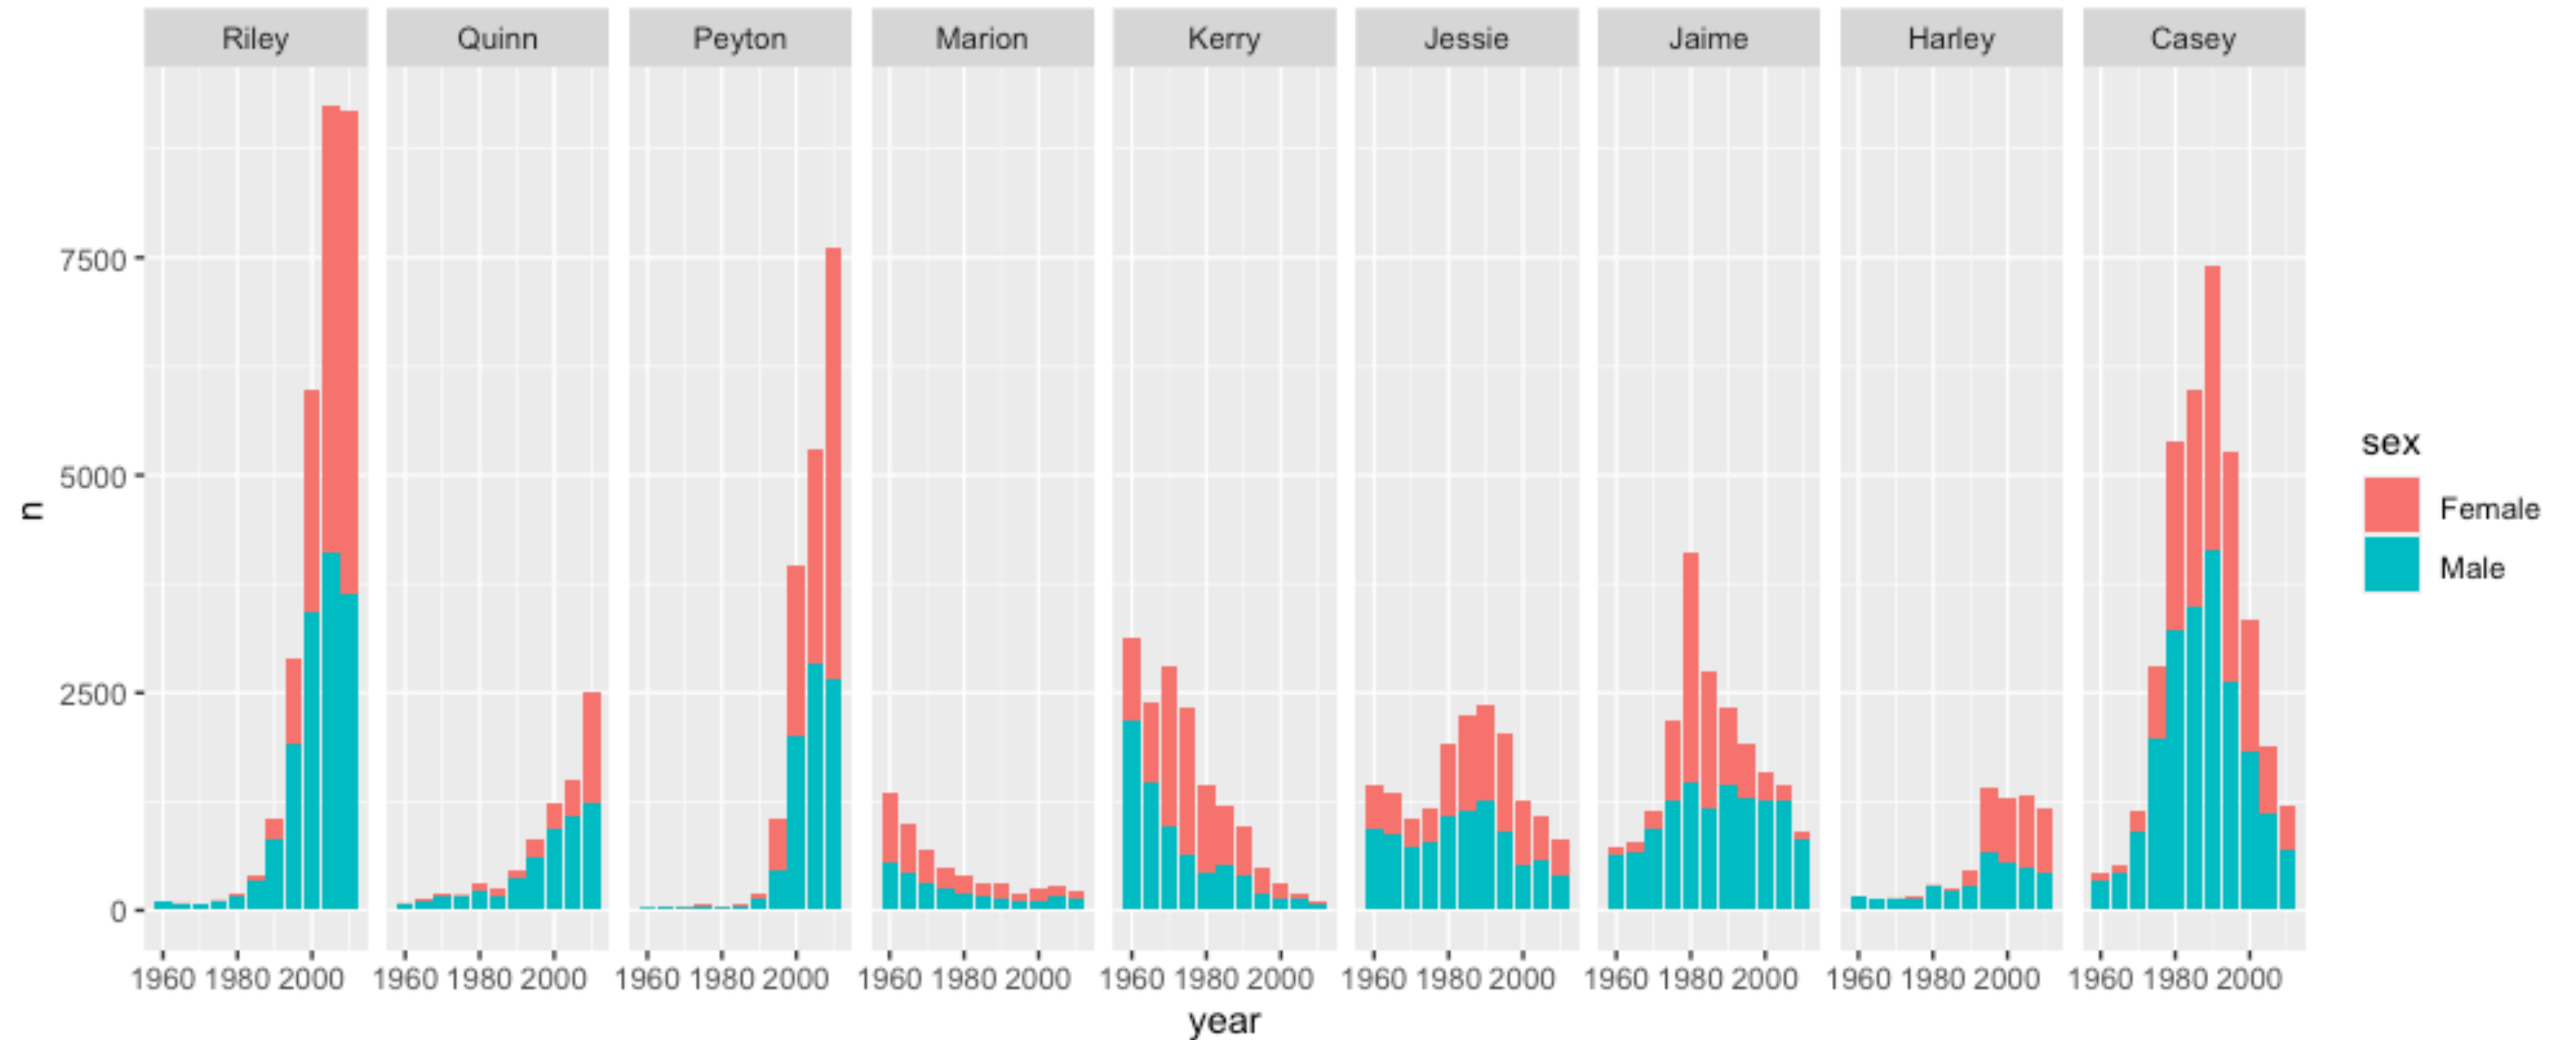 Riley Quinn Peyton Marion Kerry Jessie Jaime Harley Casey
7500
5000
2500
0
n
1960 1980 2000 1960 1980 2000 1960 1980 2000 1960 1980 2000 1960 1980 2000 1960 1980 2000 1960 1980 2000 1960 1980 2000 1960 1980 2000
year
sex
Female
Male